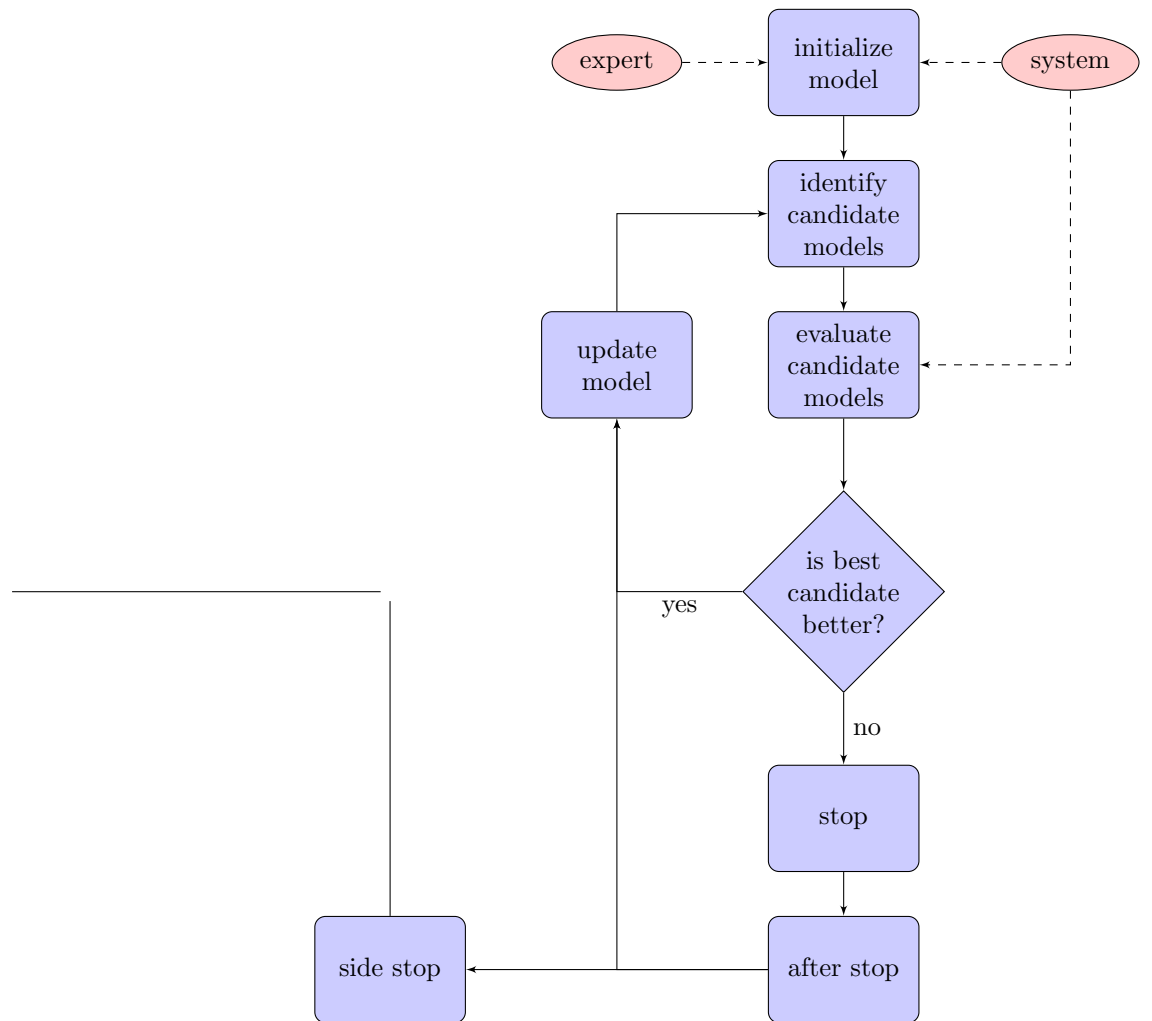 expert
initialize
model
system
identify
candidate
models
update
model
evaluate
candidate
models
is best
candidate
better?
yes
no
stop
side stop
after stop